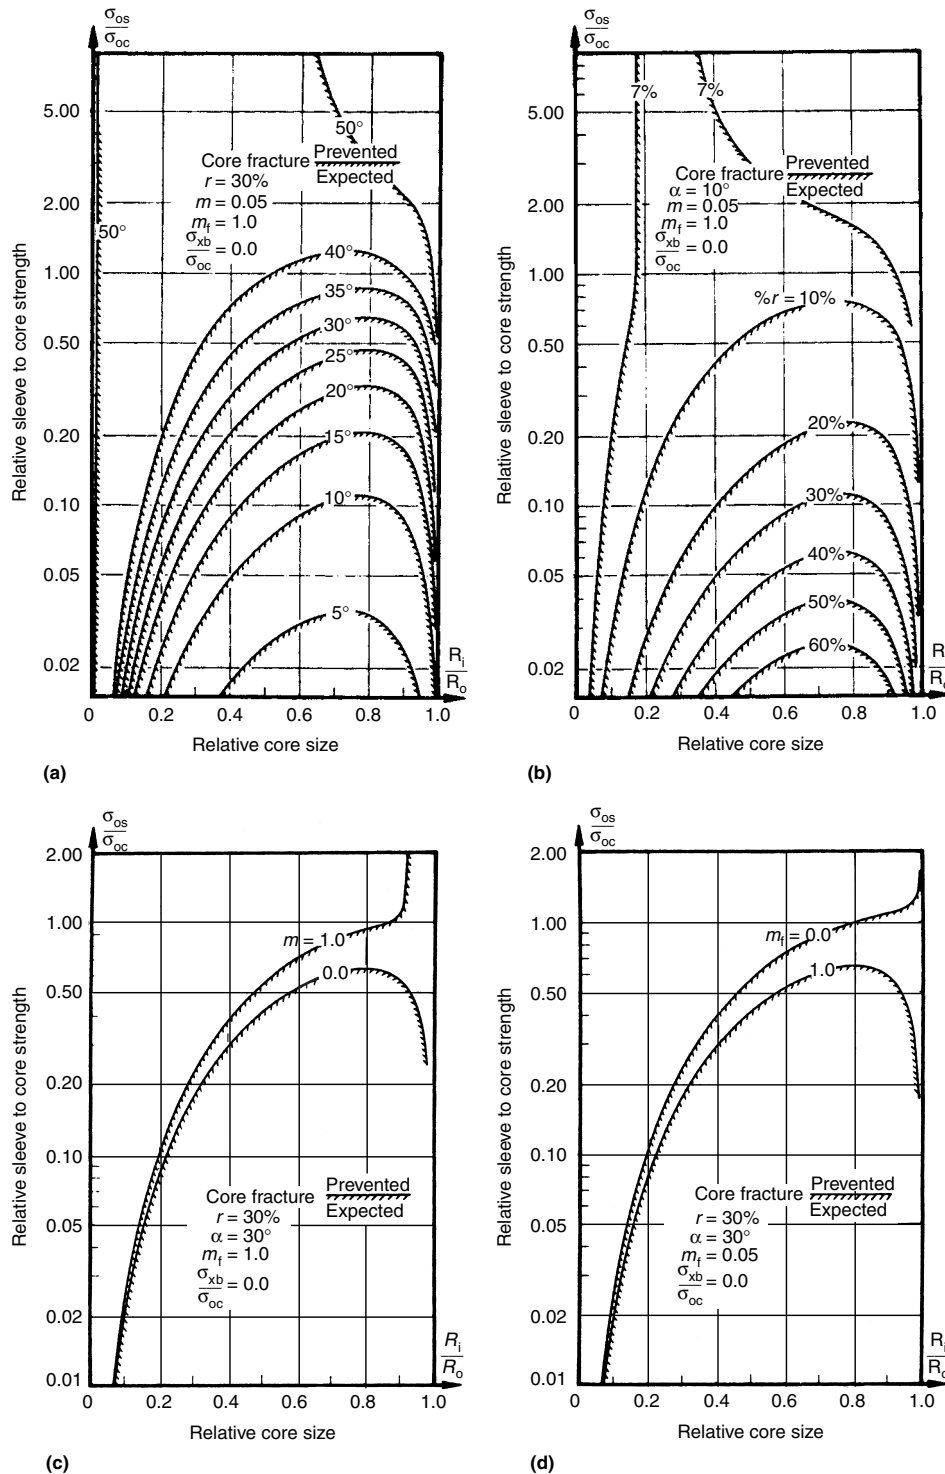 σos
σoc
5.00
2.00
1.00
0.50
0.20
0.10
0.05
0.02
Relative sleeve to core strength
50°
50°
Core fracture Prevented
Expected
r = 30%
m = 0.05
mf = 1.0
σxb
σoc
= 0.0
40°
35°
30°
25°
20°
15°
10°
5°
Ri
Ro
0 0.2 0.4 0.6 0.8 1.0
Relative core size
(a)
σos
σoc
5.00
2.00
1.00
0.50
0.20
0.10
0.05
0.02
Relative sleeve to core strength
7%
7%
Core fracture Prevented
Expected
α = 10°
m = 0.05
mf = 1.0
σxb
σoc
= 0.0
%r = 10%
20%
30%
40%
50%
60%
R
R
0 0.2 0.4 0.6 0.8 1.0
Relative core size
(b)
σos
σoc
2.00
1.00
0.50
0.20
0.10
0.05
0.02
0.01
Relative sleeve to core strength
m = 1.0
0.0
Core fracture Prevented
Expected
r = 30%
α = 30°
mf = 1.0
σxb
σoc
= 0.0
Ri
Ro
0 0.2 0.4 0.6 0.8 1.0
Relative core size
(c)
σos
σoc
2.00
1.00
0.50
0.20
0.10
0.05
0.02
0.01
Relative sleeve to core strength
mf = 0.0
1.0
Core fracture Prevented
Expected
r = 30%
α = 30°
mf = 0.05
σxb
σoc
= 0.0
Ri
Ro
0 0.2 0.4 0.6 0.8 1.0
Relative core size
(d)